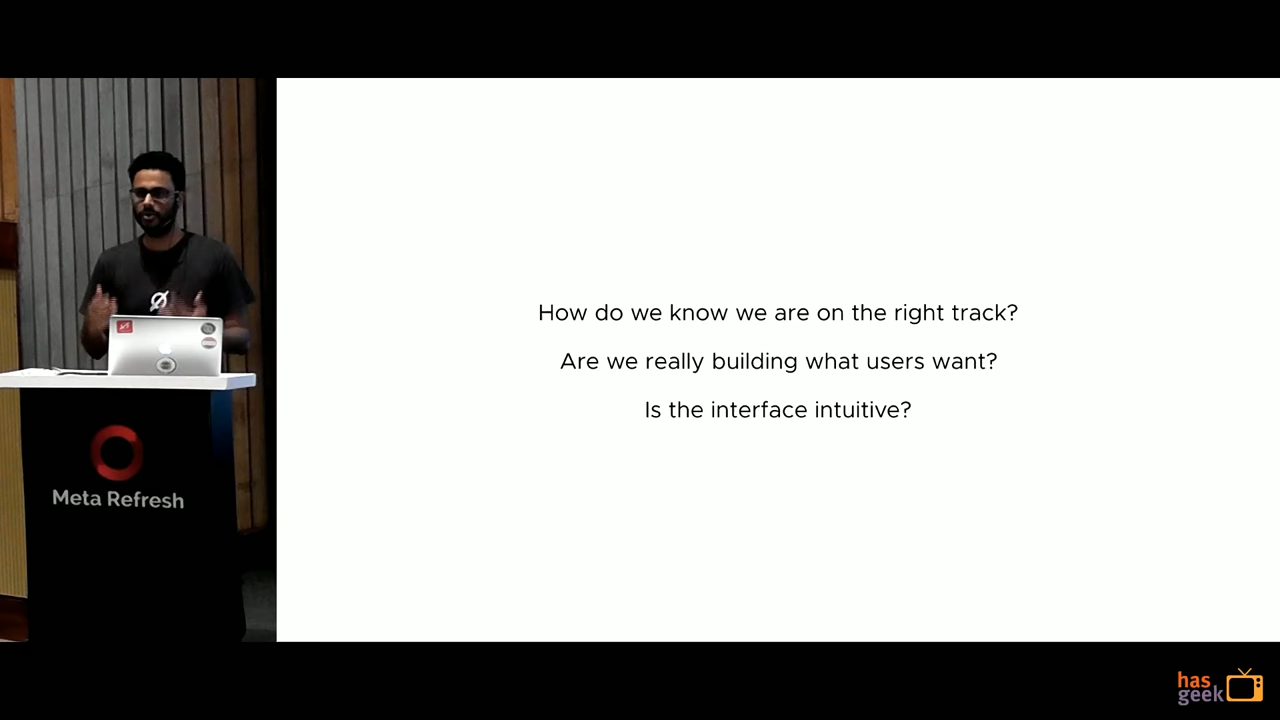 How do we know we are on the right track?
Are we really building what users want?
Is the interface intuitive?
Meta Refresh
has
geek